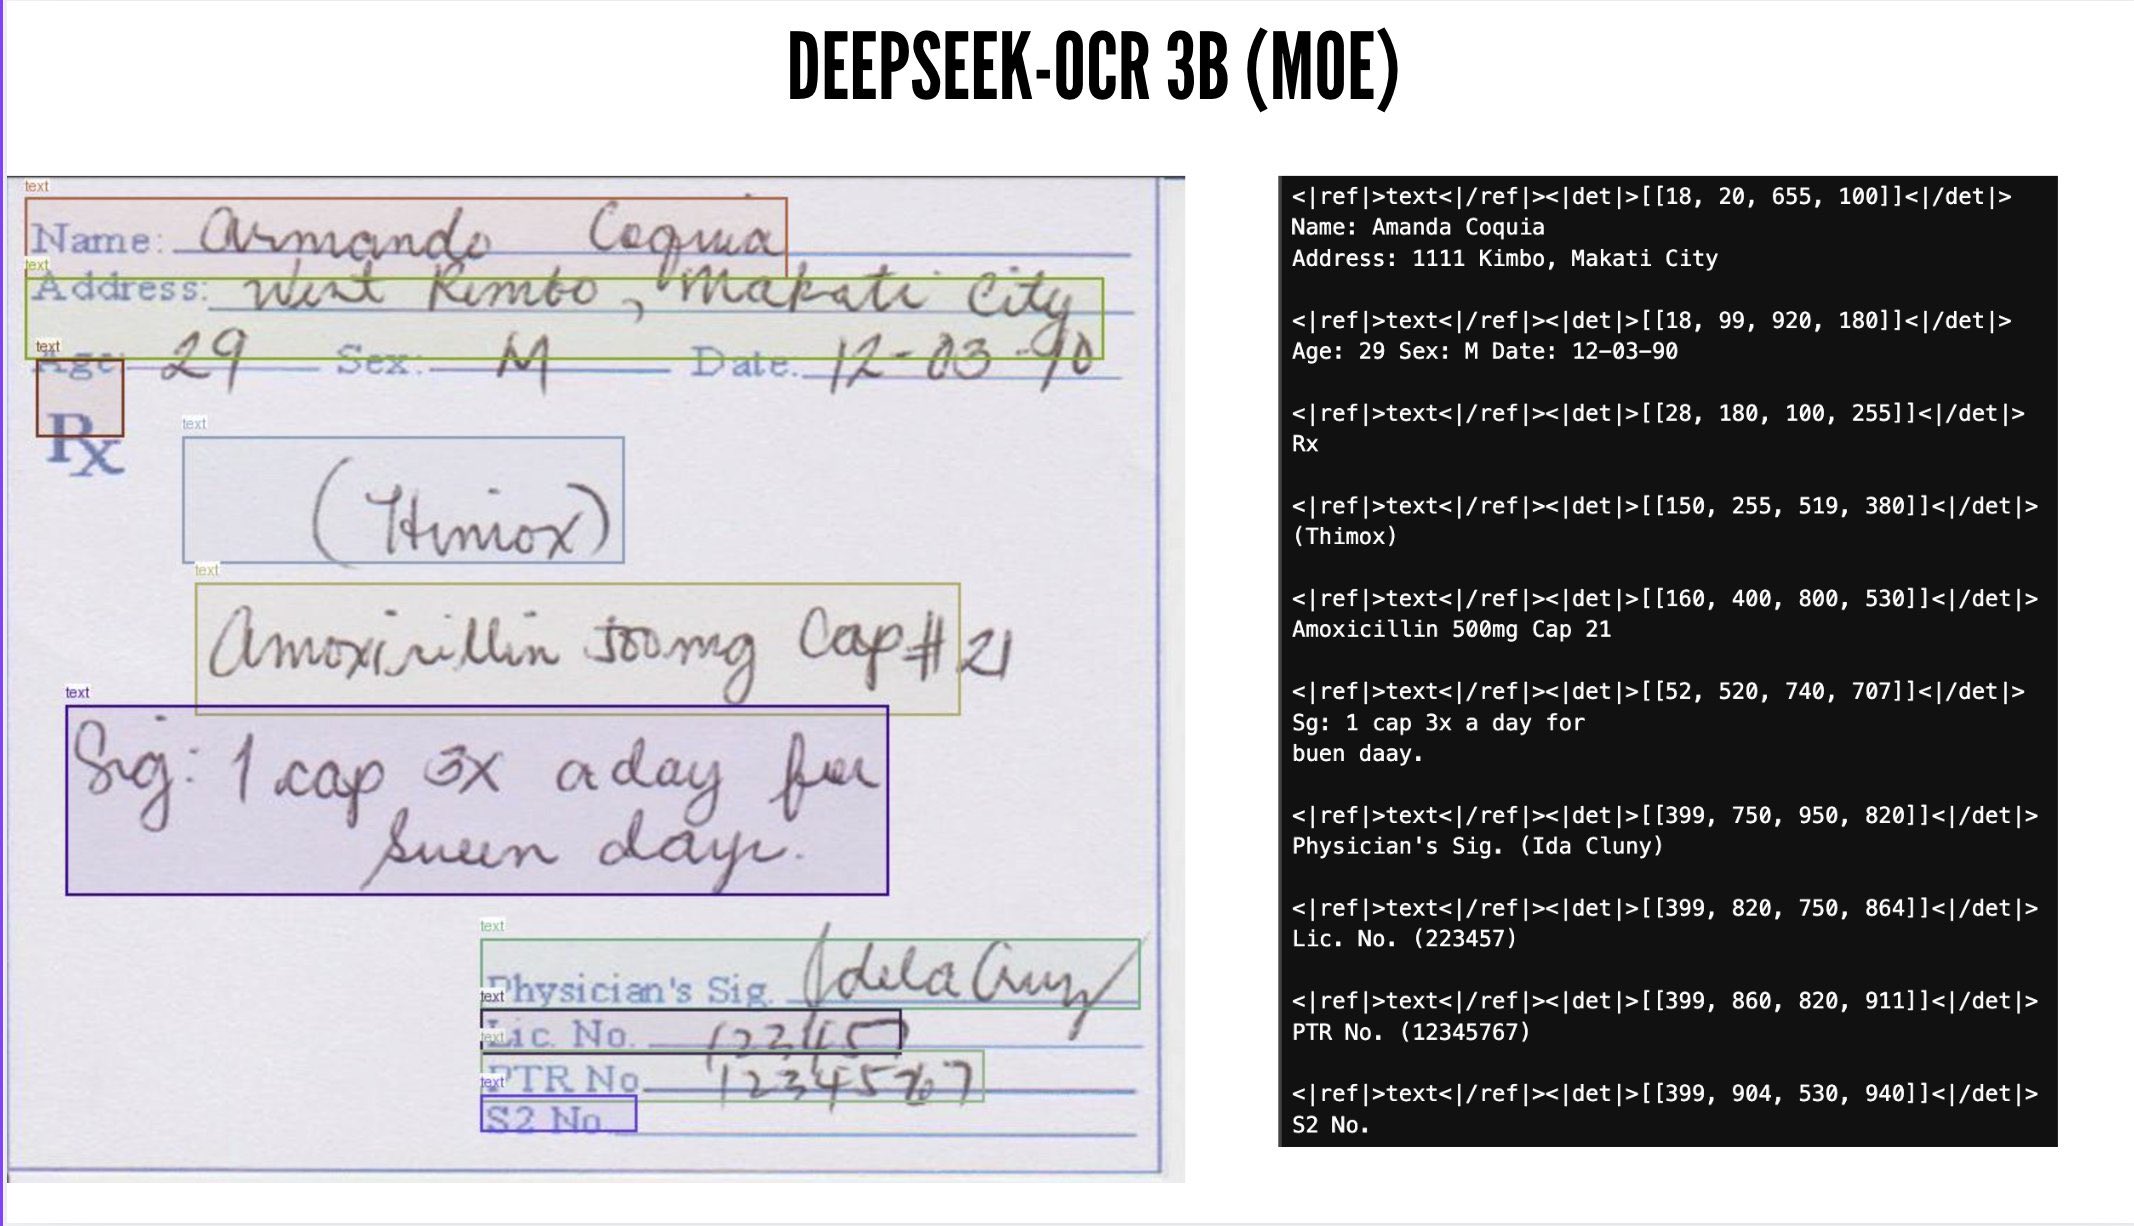 DEEPSEEK-OCR 3B (MOE)
text
Name: Armando Coquia
text
Address: West Rembo, Makati City
text
Age: 29 Sex: M Date. 12-03-90
Rx
text
(Himox)
text
Amoxicillin 500mg Cap #21
text
Sig: 1 cap 3x a day for
seven days.
text
Physician's Sig. JdelaCruz
text
Lic. No. 12345
text
PTR No. 1234567
text
S2 No.
<|ref|>text<|/ref|><|det|>[[18, 20, 655, 100]]<|/det|>
Name: Amanda Coquia
Address: 1111 Kimbo, Makati City
<|ref|>text<|/ref|><|det|>[[18, 99, 920, 180]]<|/det|>
Age: 29 Sex: M Date: 12-03-90
<|ref|>text<|/ref|><|det|>[[28, 180, 100, 255]]<|/det|>
Rx
<|ref|>text<|/ref|><|det|>[[150, 255, 519, 380]]<|/det|>
(Thimox)
<|ref|>text<|/ref|><|det|>[[160, 400, 800, 530]]<|/det|>
Amoxicillin 500mg Cap 21
<|ref|>text<|/ref|><|det|>[[52, 520, 740, 707]]<|/det|>
Sg: 1 cap 3x a day for
buen daay.
<|ref|>text<|/ref|><|det|>[[399, 750, 950, 820]]<|/det|>
Physician's Sig. (Ida Cluny)
<|ref|>text<|/ref|><|det|>[[399, 820, 750, 864]]<|/det|>
Lic. No. (223457)
<|ref|>text<|/ref|><|det|>[[399, 860, 820, 911]]<|/det|>
PTR No. (12345767)
<|ref|>text<|/ref|><|det|>[[399, 904, 530, 940]]<|/det|>
S2 No.